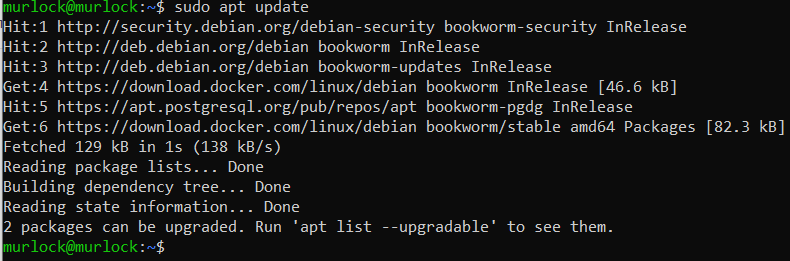 murlock@murlock:~$ sudo apt update
Hit:1 http://security.debian.org/debian-security bookworm-security InRelease
Hit:2 http://deb.debian.org/debian bookworm InRelease
Hit:3 http://deb.debian.org/debian bookworm-updates InRelease
Get:4 https://download.docker.com/linux/debian bookworm InRelease [46.6 kB]
Hit:5 https://apt.postgresql.org/pub/repos/apt bookworm-pgdg InRelease
Get:6 https://download.docker.com/linux/debian bookworm/stable amd64 Packages [82.3 kB]
Fetched 129 kB in 1s (138 kB/s)
Reading package lists... Done
Building dependency tree... Done
Reading state information... Done
2 packages can be upgraded. Run 'apt list --upgradable' to see them.
murlock@murlock:~$